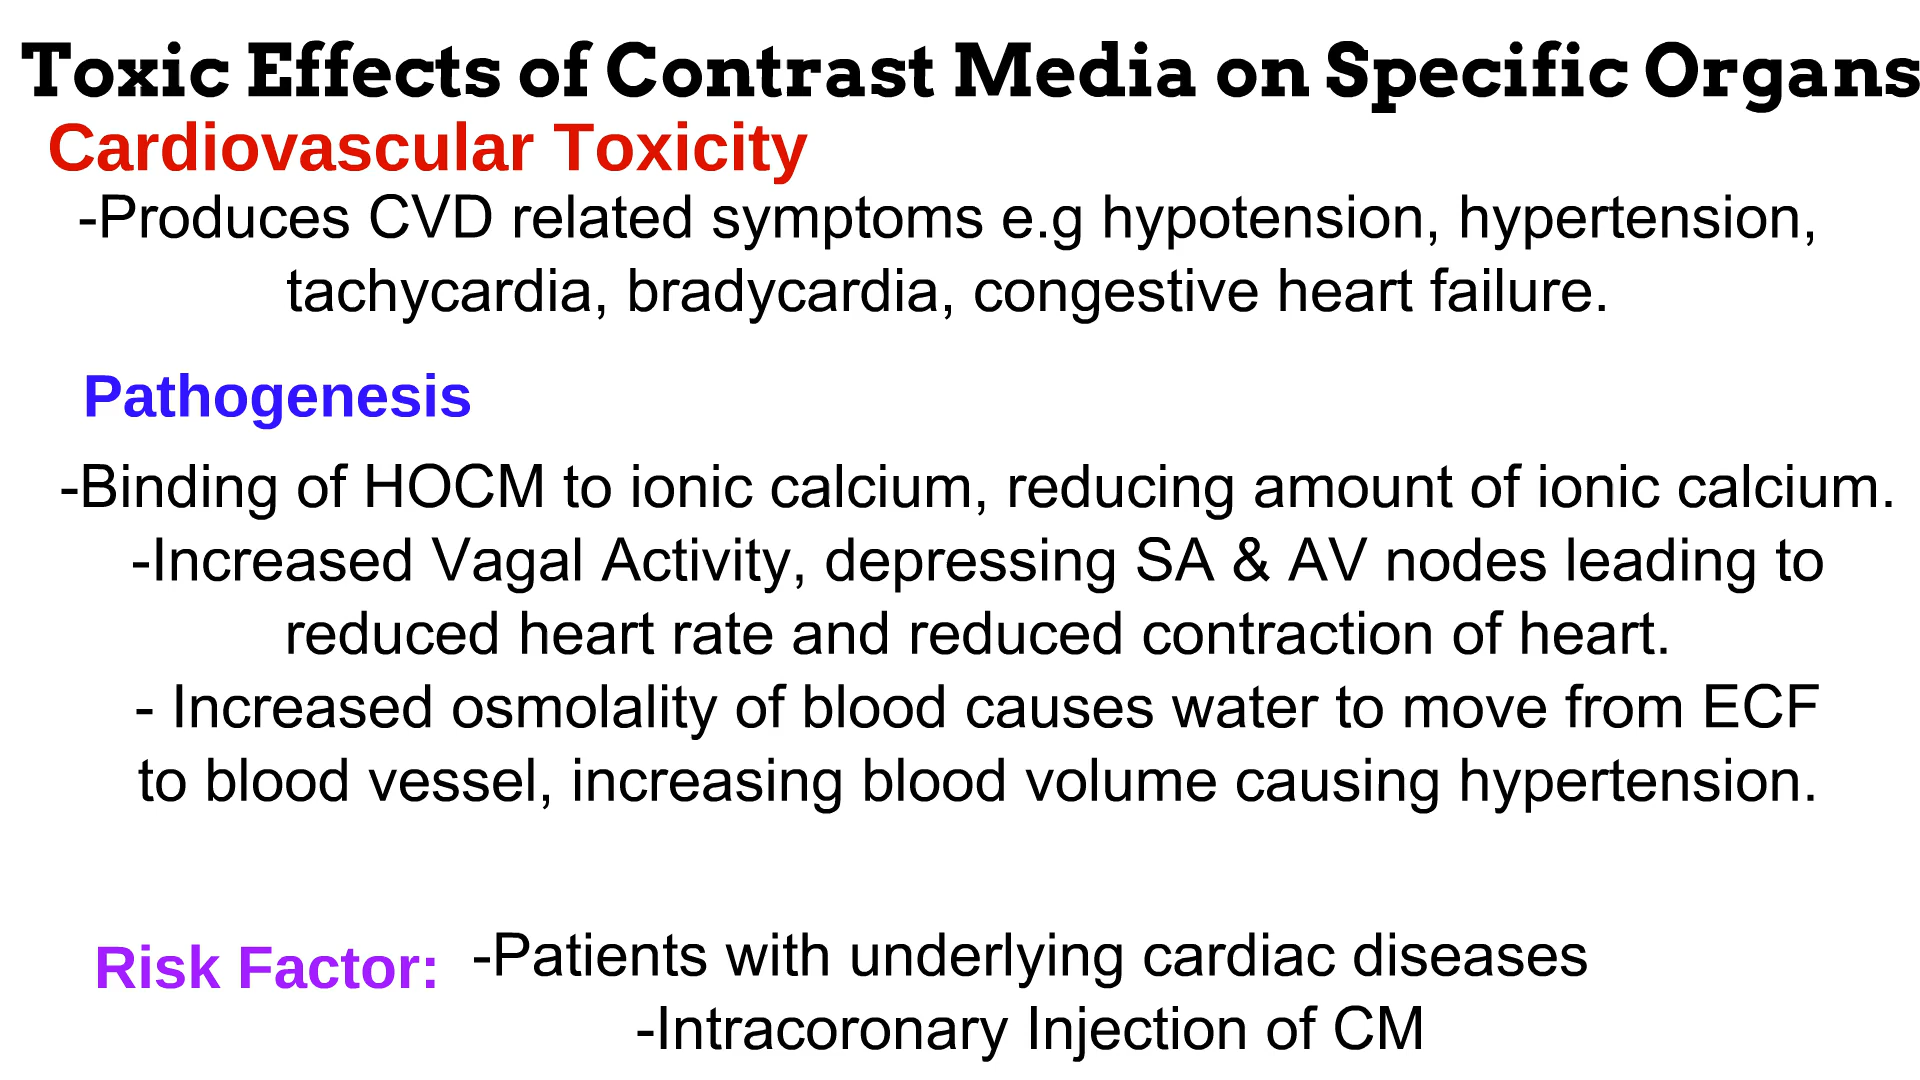 Toxic Effects of Contrast Media on Specific Organs
Cardiovascular Toxicity
-Produces CVD related symptoms e.g hypotension, hypertension,
tachycardia, bradycardia, congestive heart failure.
Pathogenesis
-Binding of HOCM to ionic calcium, reducing amount of ionic calcium.
-Increased Vagal Activity, depressing SA & AV nodes leading to
reduced heart rate and reduced contraction of heart.
- Increased osmolality of blood causes water to move from ECF
to blood vessel, increasing blood volume causing hypertension.
Risk Factor: -Patients with underlying cardiac diseases
-Intracoronary Injection of CM